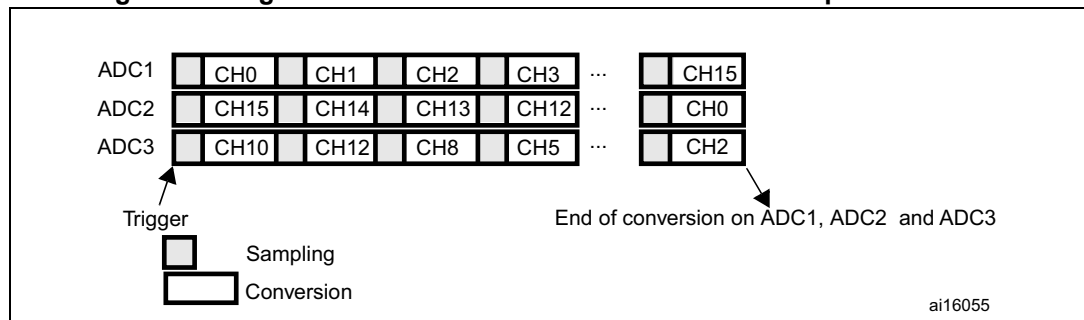 ADC1 CH0 CH1 CH2 CH3 ... CH15
ADC2 CH15 CH14 CH13 CH12 ... CH0
ADC3 CH10 CH12 CH8 CH5 ... CH2
Trigger
End of conversion on ADC1, ADC2 and ADC3
Sampling
Conversion
ai16055